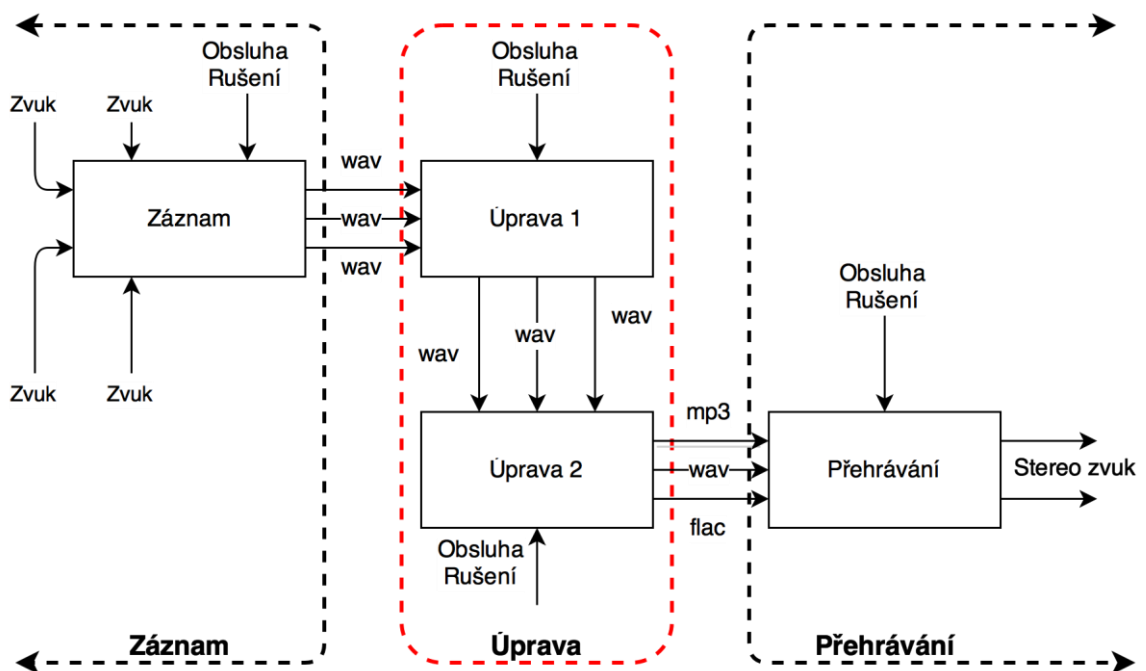 Obsluha
Rušení
Zvuk
Zvuk
Záznam
Zvuk
Zvuk
wav
wav
wav
Obsluha
Rušení
Úprava 1
wav
wav
wav
Úprava 2
Obsluha
Rušení
mp3
wav
flac
Obsluha
Rušení
Přehrávání
Stereo zvuk
Záznam
Úprava
Přehrávání